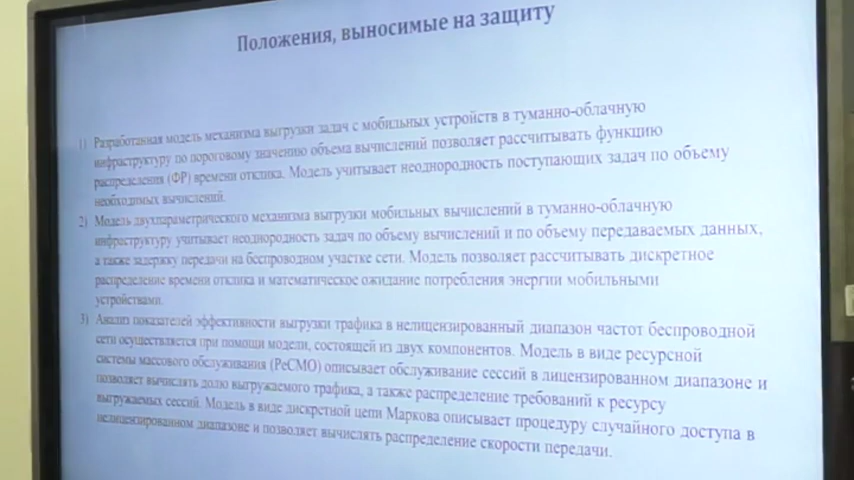 Положения, выносимые на защиту
1) Разработанная модель механизма выгрузки задач с мобильных устройств в туманно-облачную
инфраструктуру по пороговому значению объема вычислений позволяет рассчитывать функцию
распределения (ФР) времени отклика. Модель учитывает неоднородность поступающих задач по объему
необходимых вычислений.
2) Модель двухпараметрического механизма выгрузки мобильных вычислений в туманно-облачную
инфраструктуру учитывает неоднородность задач по объему вычислений и по объему передаваемых данных,
а также задержку передачи на беспроводном участке сети. Модель позволяет рассчитать дискретное
распределение времени отклика и математическое ожидание потребления энергии мобильными
устройствами.
3) Анализ показателей эффективности выгрузки трафика в нелицензированный диапазон частот беспроводной
сети осуществляется при помощи модели, состоящей из двух компонентов. Модель в виде ресурсной
системы массового обслуживания (РеСМО) описывает обслуживание сессий в лицензированном диапазоне и
позволяет вычислять долю выгружаемого трафика, а также распределение требований к ресурсу
выгружаемых сессий. Модель в виде дискретной цепи Маркова описывает процедуру случайного доступа в
нелицензированном диапазоне и позволяет вычислять распределение скорости передачи.